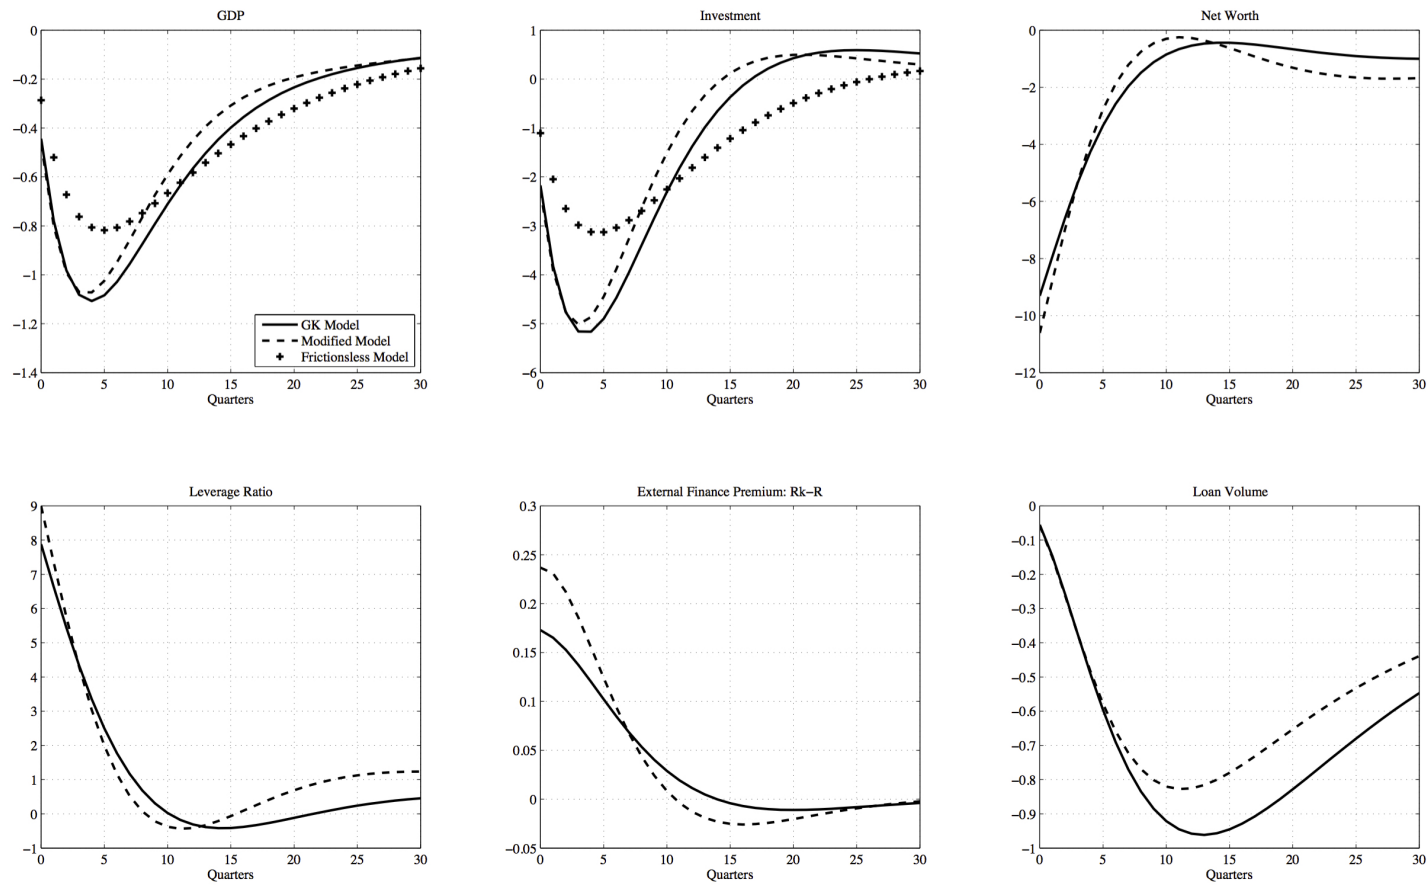 GDP
0
−0.2
−0.4
−0.6
−0.8
−1
−1.2
−1.4
GK Model
Modified Model
Frictionsless Model
0 5 10 15 20 25 30
Quarters
Investment
1
0
−1
−2
−3
−4
−5
−6
0 5 10 15 20 25 30
Quarters
Net Worth
0
−2
−4
−6
−8
−10
−12
0 5 10 15 20 25 30
Quarters
Leverage Ratio
9
8
7
6
5
4
3
2
1
0
−1
0 5 10 15 20 25 30
Quarters
External Finance Premium: Rk−R
0.3
0.25
0.2
0.15
0.1
0.05
0
−0.05
0 5 10 15 20 25 30
Quarters
Loan Volume
0
−0.1
−0.2
−0.3
−0.4
−0.5
−0.6
−0.7
−0.8
−0.9
−1
0 5 10 15 20 25 30
Quarters